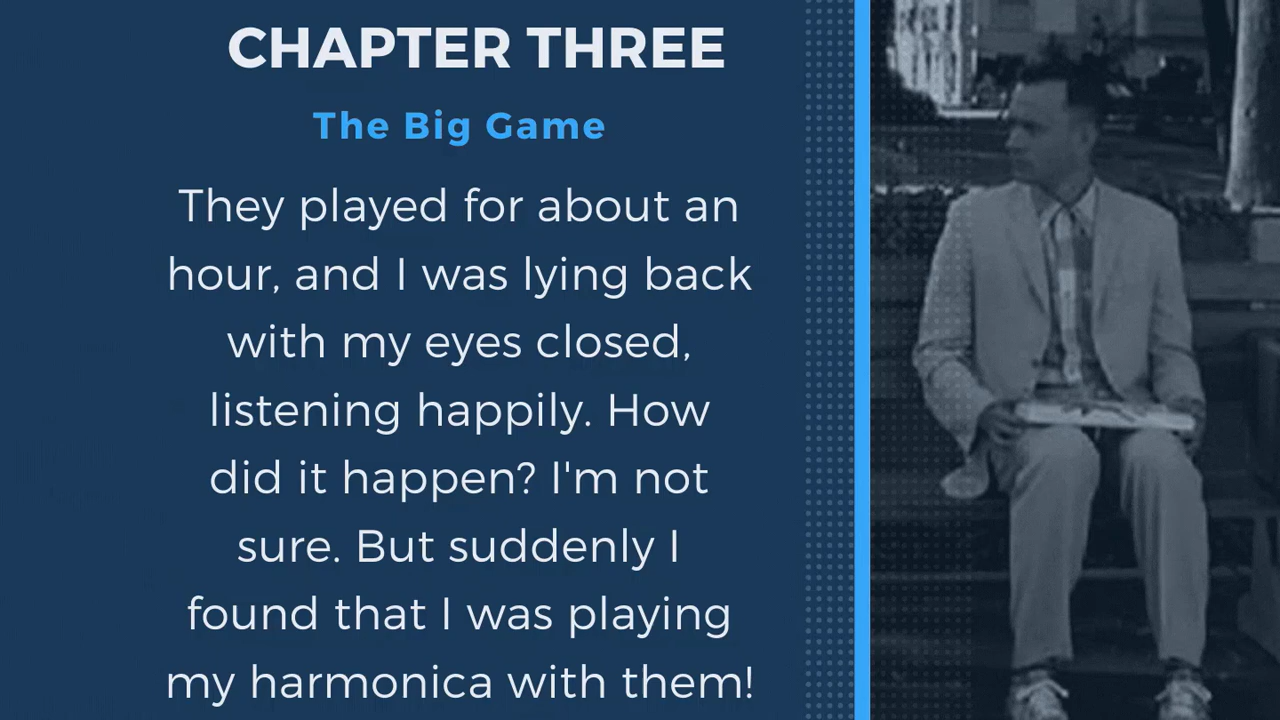 CHAPTER THREE
The Big Game
They played for about an
hour, and I was lying back
with my eyes closed,
listening happily. How
did it happen? I'm not
sure. But suddenly I
found that I was playing
my harmonica with them!